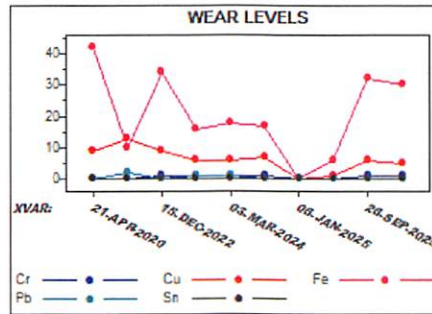 WEAR LEVELS
40
30
20
10
0
XVAR:
21-APR-2020
15-DEC-2022
05-MAR-2024
08-JAN-2025
Cr
Cu
Fe
Pb
Sn